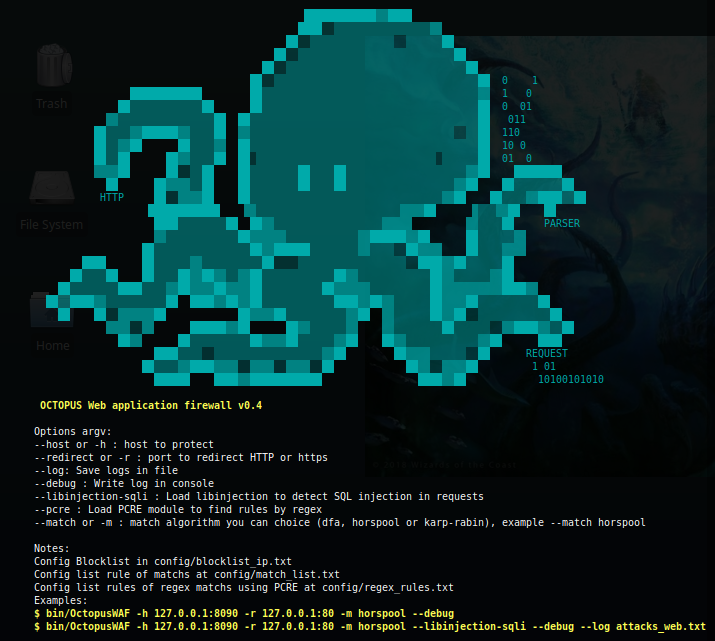 0    1
1   0
0  01
011
110
10 0
01  0
Trash
HTTP
File System
PARSER
Home
REQUEST
1 01
10100101010
OCTOPUS Web application firewall v0.4
Options argv:
--host or -h : host to protect
--redirect or -r : port to redirect HTTP or https
--log: Save logs in file
--debug : Write log in console
--libinjection-sqli : Load libinjection to detect SQL injection in requests
--pcre : Load PCRE module to find rules by regex
--match or -m : match algorithm you can choice (dfa, horspool or karp-rabin), example --match horspool
Notes:
Config Blocklist in config/blocklist_ip.txt
Config list rule of matchs at config/match_list.txt
Config list rules of regex matchs using PCRE at config/regex_rules.txt
Examples:
$ bin/OctopusWAF -h 127.0.0.1:8090 -r 127.0.0.1:80 -m horspool --debug
$ bin/OctopusWAF -h 127.0.0.1:8090 -r 127.0.0.1:80 -m horspool --libinjection-sqli --debug --log attacks_web.txt